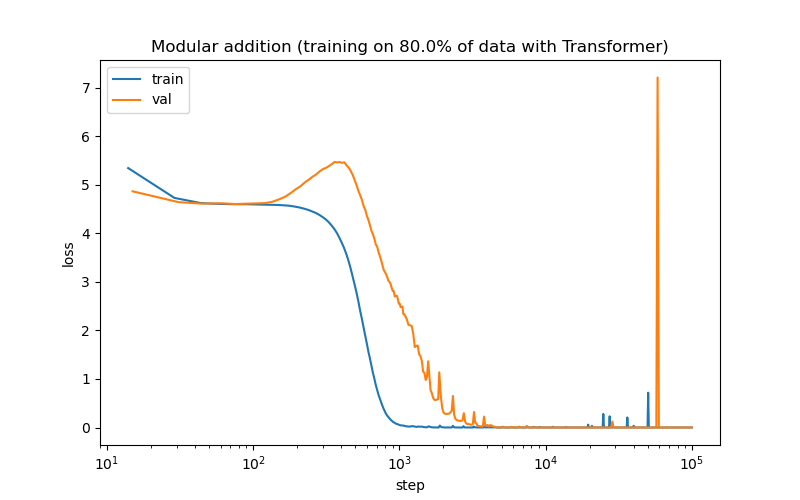 Modular addition (training on 80.0% of data with Transformer)
train
val
7
6
5
4
3
2
1
0
loss
10¹ 10² 10³ 10⁴ 10⁵
step